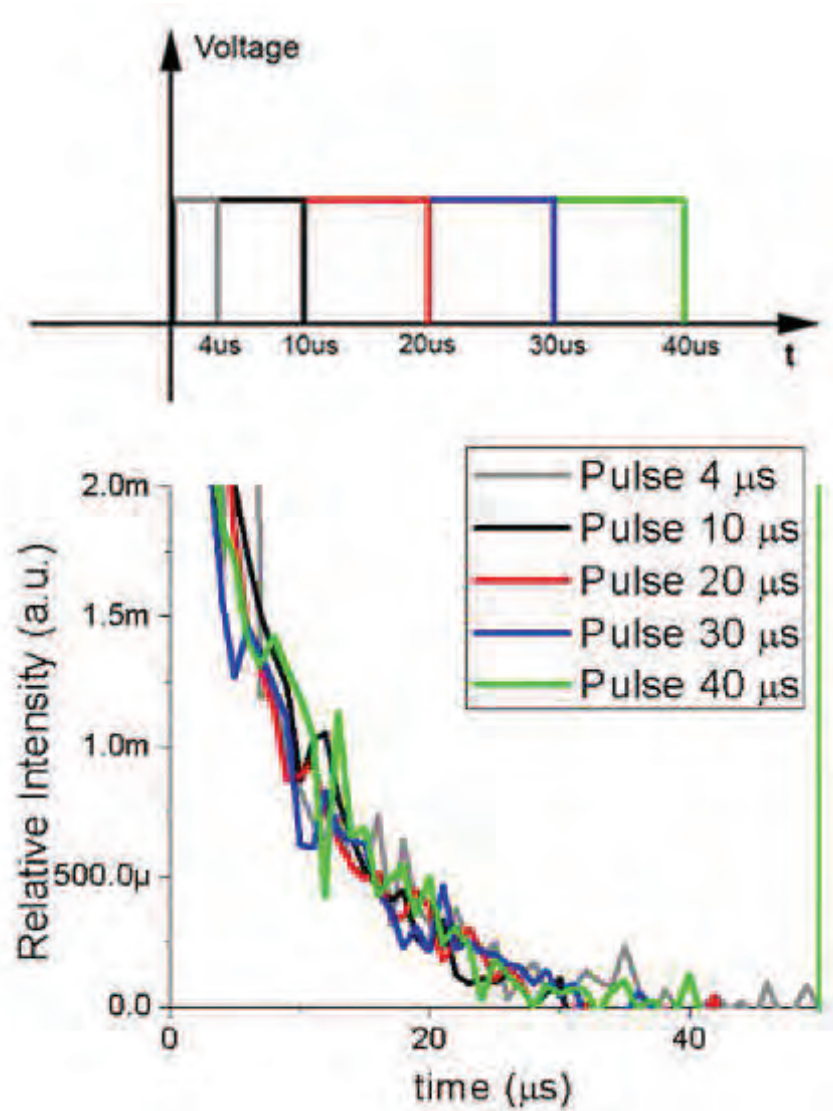 Voltage
4us 10us 20us 30us 40us
t
Pulse 4 μs
Pulse 10 μs
Pulse 20 μs
Pulse 30 μs
Pulse 40 μs
Relative Intensity (a.u.)
2.0m
1.5m
1.0m
500.0μ
0.0
0 20 40
time (μs)